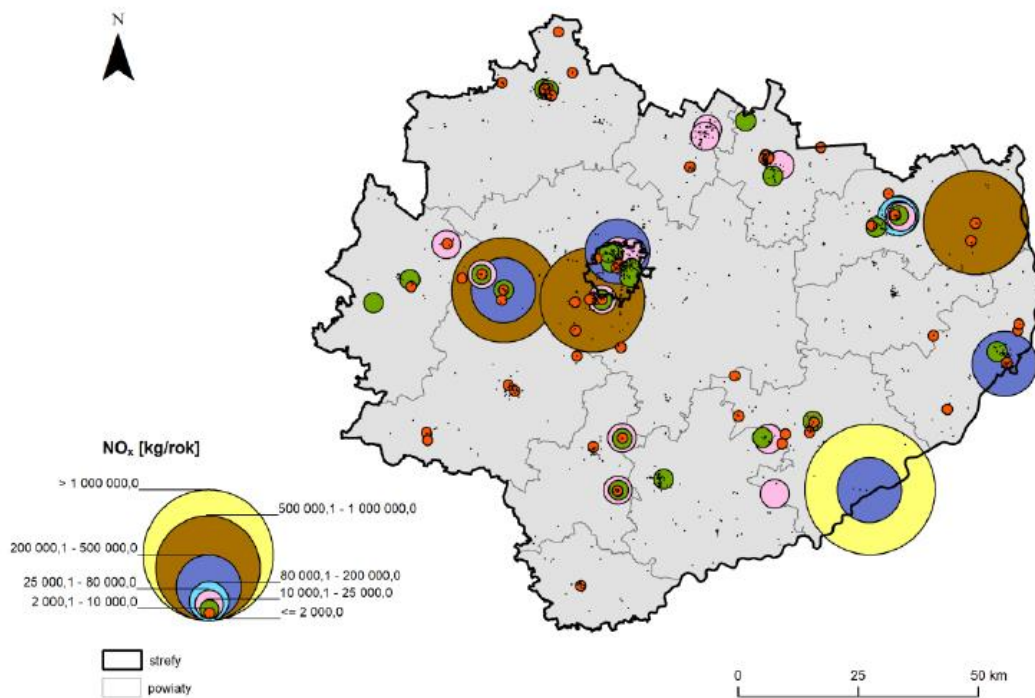 N
NOₓ [kg/rok]
> 1 000 000,0
500 000,1 - 1 000 000,0
200 000,1 - 500 000,0
80 000,1 - 200 000,0
25 000,1 - 80 000,0
10 000,1 - 25 000,0
2 000,1 - 10 000,0
<= 2 000,0
strefy
powiaty
0 25 50 km